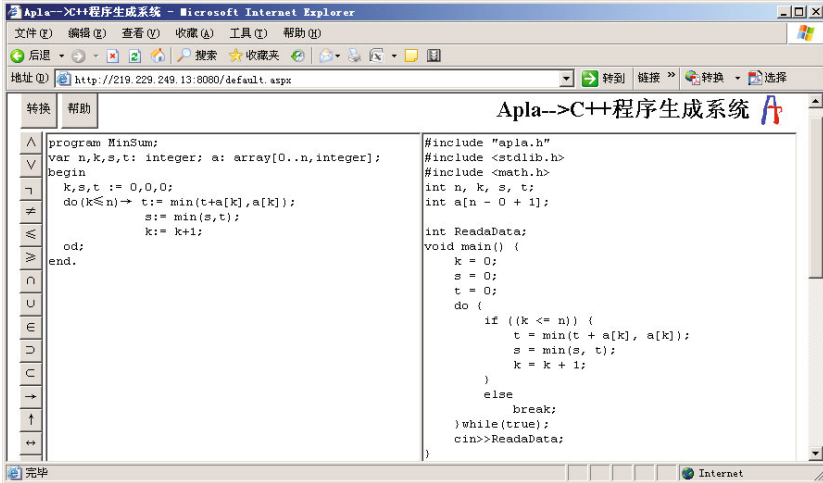 Apla-->C++程序生成系统 - Microsoft Internet Explorer
文件(F) 编辑(E) 查看(V) 收藏(A) 工具(T) 帮助(H)
后退 搜索 收藏夹
地址(D) http://219.229.249.13:8080/default.aspx 转到 链接 » 转换 选择
转换 帮助 Apla-->C++程序生成系统
∧
∨
¬
≠
≤
≥
∩
∪
∈
⊃
⊂
→
↑
↔
program MinSum;
var n,k,s,t: integer; a: array[0..n,integer];
begin
k,s,t := 0,0,0;
do(k≤n)→ t:= min(t+a[k],a[k]);
s:= min(s,t);
k:= k+1;
od;
end.
#include "apla.h"
#include <stdlib.h>
#include <math.h>
int n, k, s, t;
int a[n - 0 + 1];
int ReadaData;
void main() {
k = 0;
s = 0;
t = 0;
do {
if ((k <= n)) {
t = min(t + a[k], a[k]);
s = min(s, t);
k = k + 1;
}
else
break;
}while(true);
cin>>ReadaData;
}
完毕 Internet